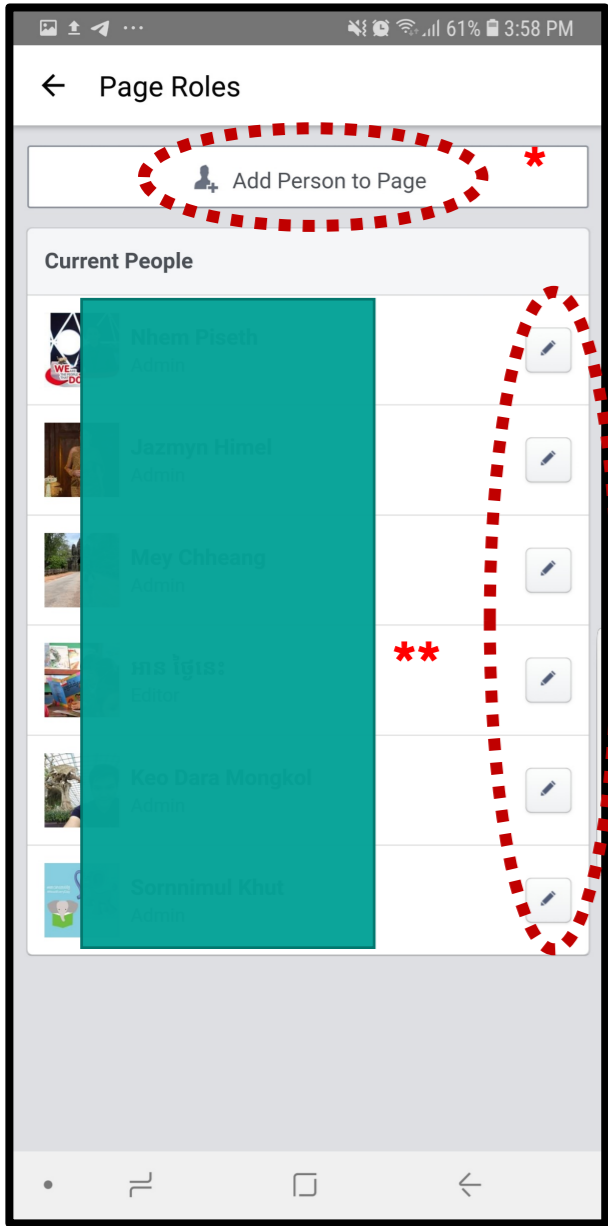 61% 3:58 PM
Page Roles
Add Person to Page
*
Current People
Nhem Piseth
Admin
Jazmyn Himel
Admin
Mey Chheang
Admin
**
Editor
Keo Dara Mongkol
Admin
Sornnimul Khut
Admin